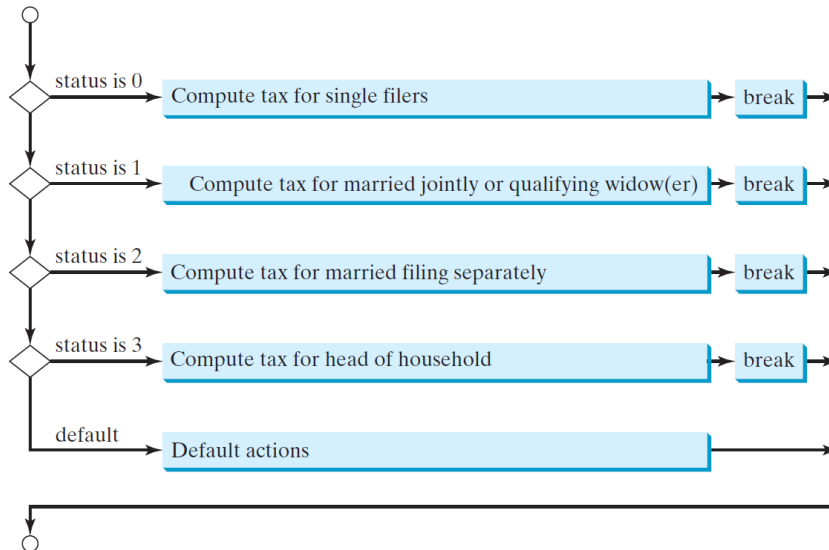 status is 0
Compute tax for single filers
break
status is 1
Compute tax for married jointly or qualifying widow(er)
break
status is 2
Compute tax for married filing separately
break
status is 3
Compute tax for head of household
break
default
Default actions